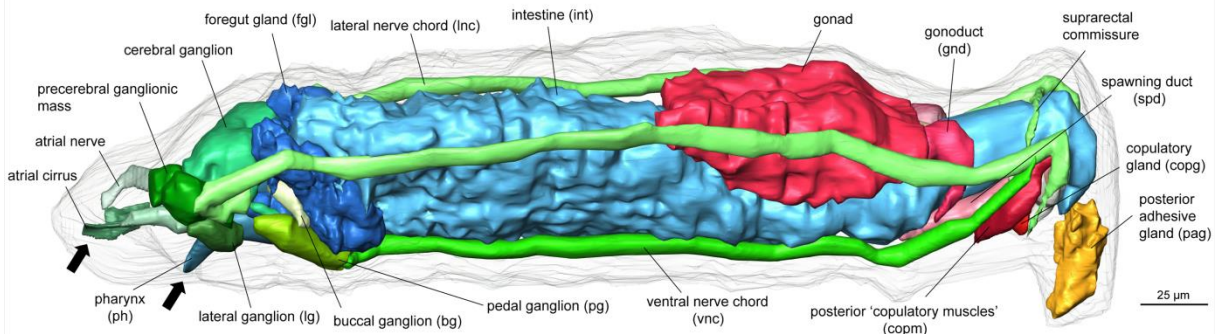 foregut gland (fgl)
lateral nerve chord (lnc)
intestine (int)
gonad
gonoduct
(gnd)
suprarectal
commissure
cerebral ganglion
precerebral ganglionic
mass
atrial nerve
atrial cirrus
spawning duct
(spd)
copulatory
gland (copg)
posterior
adhesive
gland (pag)
pharynx
(ph)
lateral ganglion (lg)
buccal ganglion (bg)
pedal ganglion (pg)
ventral nerve chord
(vnc)
posterior ‘copulatory muscles’
(copm)
25 µm